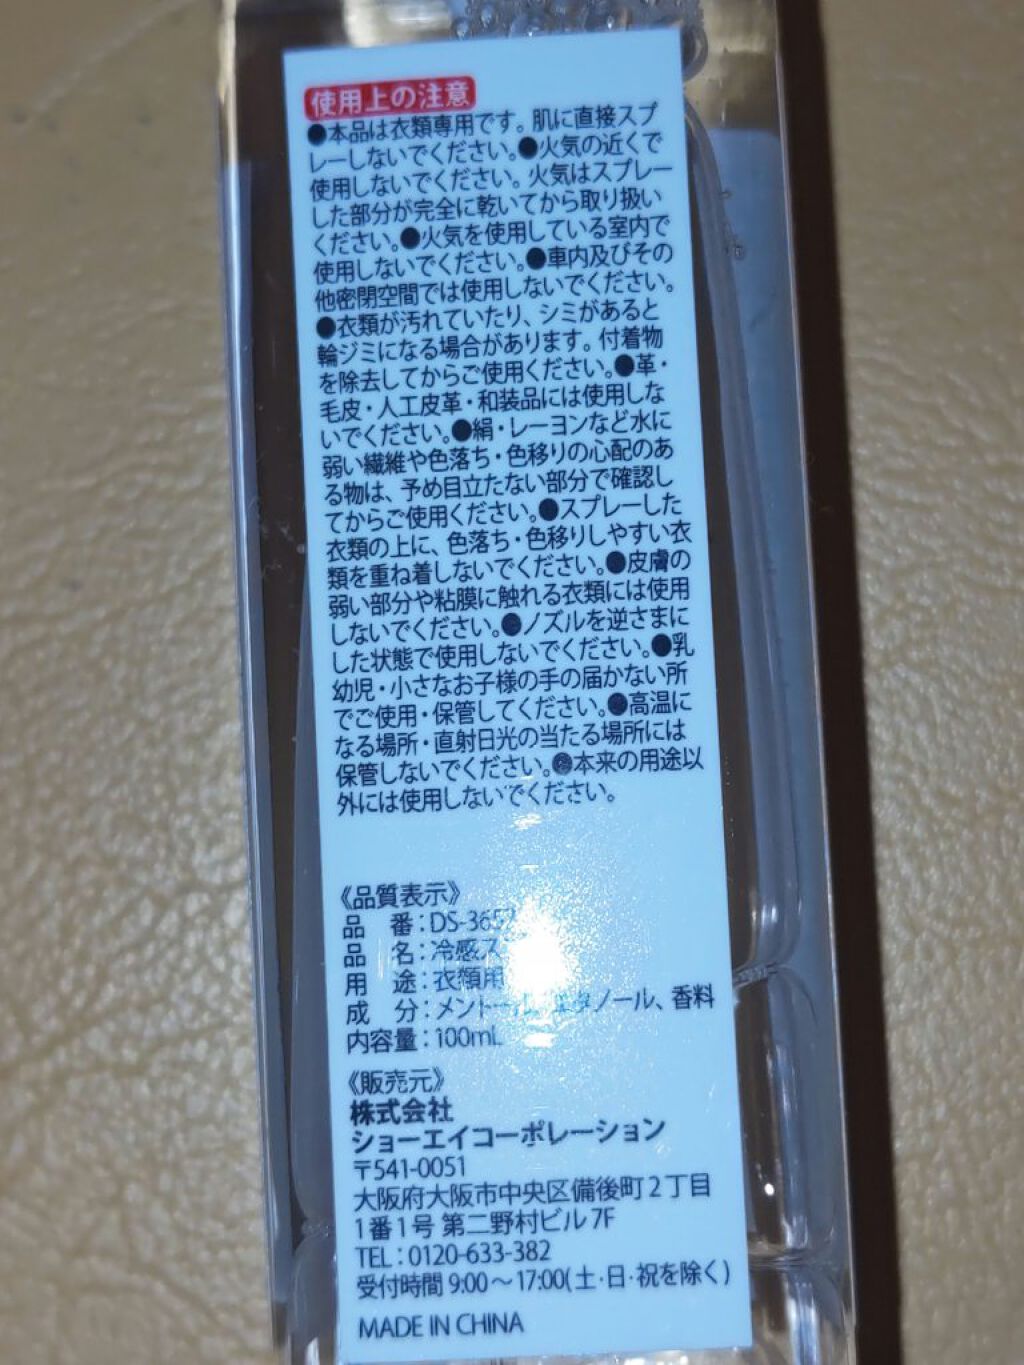 使用上の注意
●本品は衣類専用です。肌に直接スプ
レーしないでください。●火気の近くで
使用しないでください。火気はスプレー
した部分が完全に乾いてから取り扱い
ください。●火気を使用している室内で
使用しないでください。●車内及びその
他密閉空間では使用しないでください。
●衣類が汚れていたり、シミがあると
輪ジミになる場合があります。付着物
を除去してからご使用ください。●革・
毛皮・人工皮革・和装品には使用しな
いでください。●絹・レーヨンなど水に
弱い繊維や色落ち・色移りの心配のあ
る物は、予め目立たない部分で確認し
てからご使用ください。●スプレーした
衣類の上に、色落ち・色移りしやすい衣
類を重ね着しないでください。●皮膚の
弱い部分や粘膜に触れる衣類には使用
しないでください。●ノズルを逆さまに
した状態で使用しないでください。●乳
幼児・小さなお子様の手の届かない所
でご使用・保管してください。●高温に
なる場所・直射日光の当たる場所には
保管しないでください。●本来の用途以
外には使用しないでください。
《品質表示》
品 番：DS-365
品 名：冷感ス
用 途：衣類用
成 分：メントール、エタノール、香料
内容量：100mL
《販売元》
株式会社
ショーエイコーポレーション
〒541-0051
大阪府大阪市中央区備後町2丁目
1番1号 第二野村ビル7F
TEL：0120-633-382
受付時間 9:00～17:00(土・日・祝を除く)
MADE IN CHINA